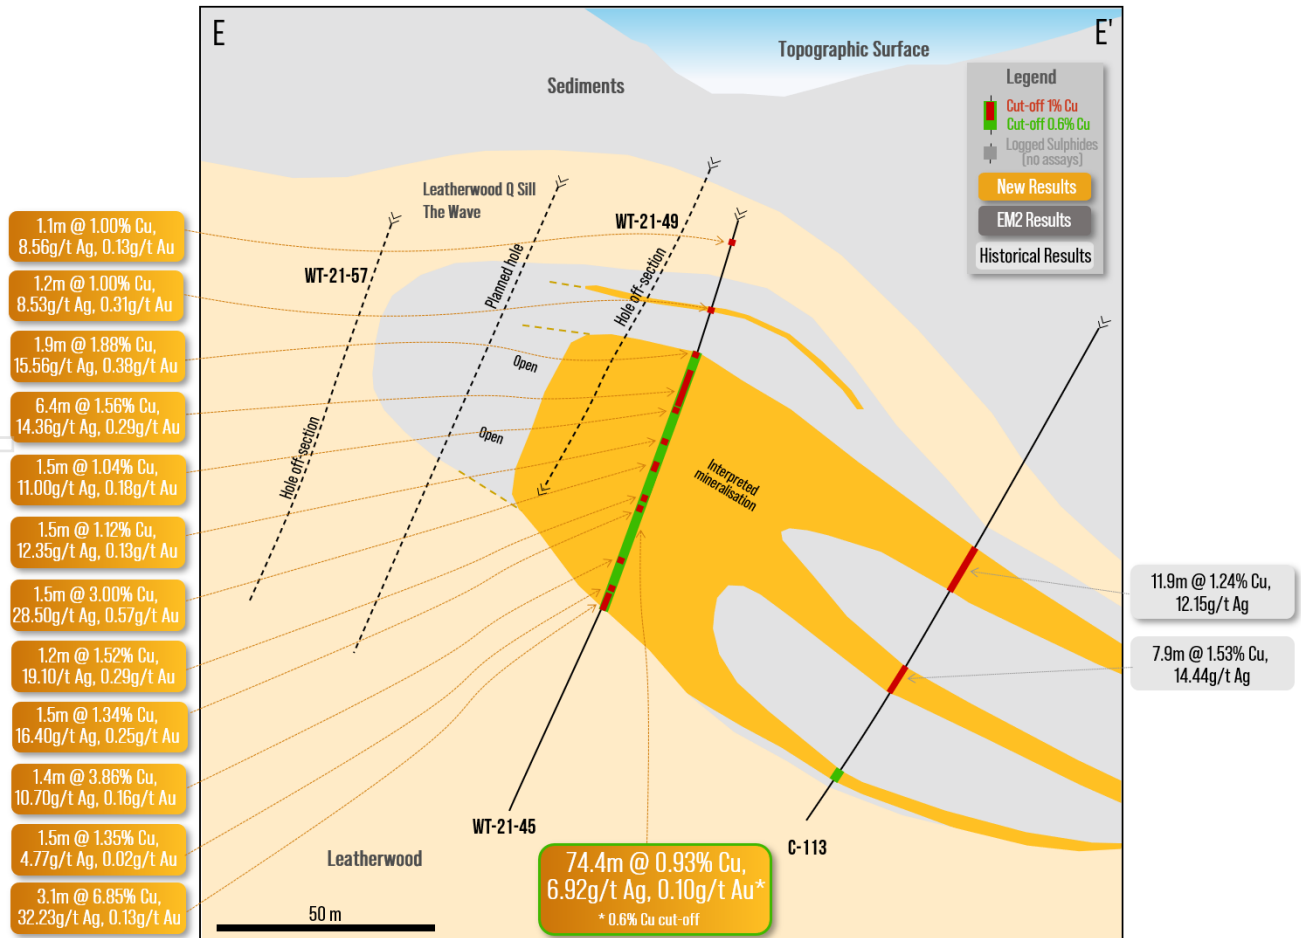 E
E'
Topographic Surface
Sediments
Legend
Cut-off 1% Cu
Cut-off 0.6% Cu
Logged Sulphides
(no assays)
New Results
EM2 Results
Historical Results
Leatherwood Q Sill
The Wave
WT-21-49
WT-21-57
Planned hole
Hole off-section
Hole off-section
Open
Open
Interpreted
mineralisation
1.1m @ 1.00% Cu,
8.56g/t Ag, 0.13g/t Au
1.2m @ 1.00% Cu,
8.53g/t Ag, 0.31g/t Au
1.9m @ 1.88% Cu,
15.56g/t Ag, 0.38g/t Au
6.4m @ 1.56% Cu,
14.36g/t Ag, 0.29g/t Au
1.5m @ 1.04% Cu,
11.00g/t Ag, 0.18g/t Au
1.5m @ 1.12% Cu,
12.35g/t Ag, 0.13g/t Au
1.5m @ 3.00% Cu,
28.50g/t Ag, 0.57g/t Au
1.2m @ 1.52% Cu,
19.10g/t Ag, 0.29g/t Au
1.5m @ 1.34% Cu,
16.40g/t Ag, 0.25g/t Au
1.4m @ 3.86% Cu,
10.70g/t Ag, 0.16g/t Au
1.5m @ 1.35% Cu,
4.77g/t Ag, 0.02g/t Au
3.1m @ 6.85% Cu,
32.23g/t Ag, 0.13g/t Au
11.9m @ 1.24% Cu,
12.15g/t Ag
7.9m @ 1.53% Cu,
14.44g/t Ag
WT-21-45
C-113
Leatherwood
74.4m @ 0.93% Cu,
6.92g/t Ag, 0.10g/t Au*
* 0.6% Cu cut-off
50 m